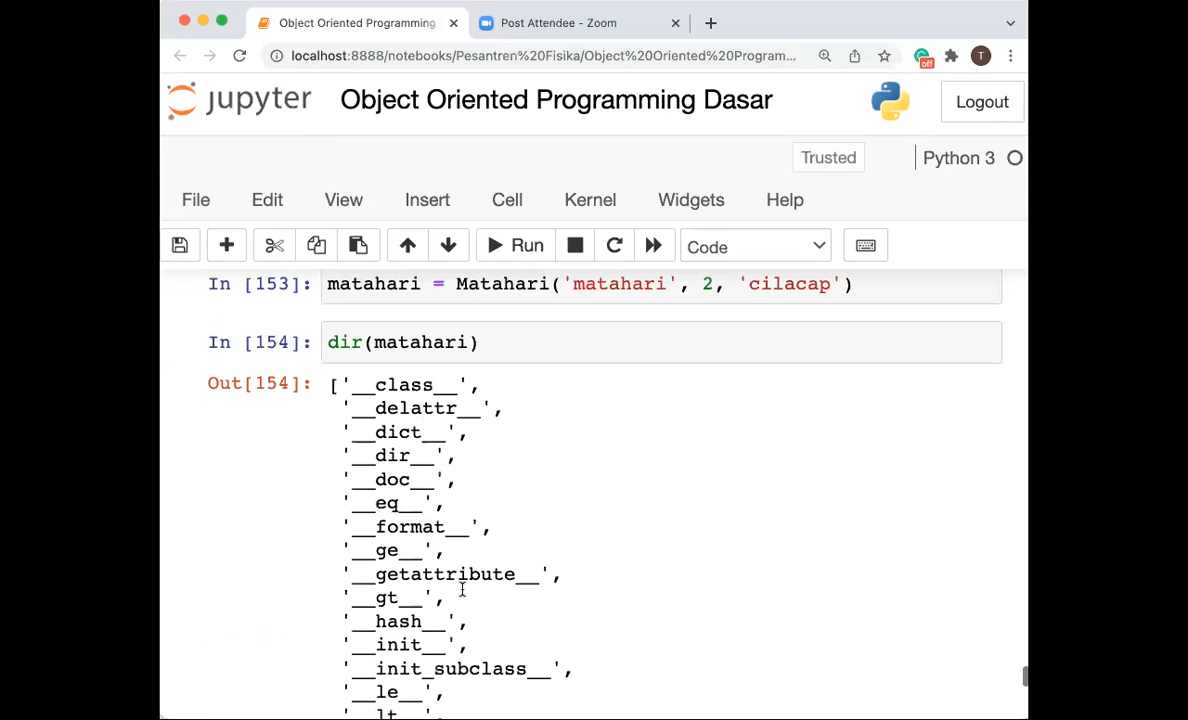 Object Oriented Programming
Post Attendee - Zoom
localhost:8888/notebooks/Pesantren%20Fisika/Object%20Oriented%20Program...
off
T
jupyter
Object Oriented Programming Dasar
Logout
Trusted
Python 3
File Edit View Insert Cell Kernel Widgets Help
Run
Code
In [153]: matahari = Matahari('matahari', 2, 'cilacap')
In [154]: dir(matahari)
Out[154]: ['__class__',
'__delattr__',
'__dict__',
'__dir__',
'__doc__',
'__eq__',
'__format__',
'__ge__',
'__getattribute__',
'__gt__',
'__hash__',
'__init__',
'__init_subclass__',
'__le__',
'__lt__',